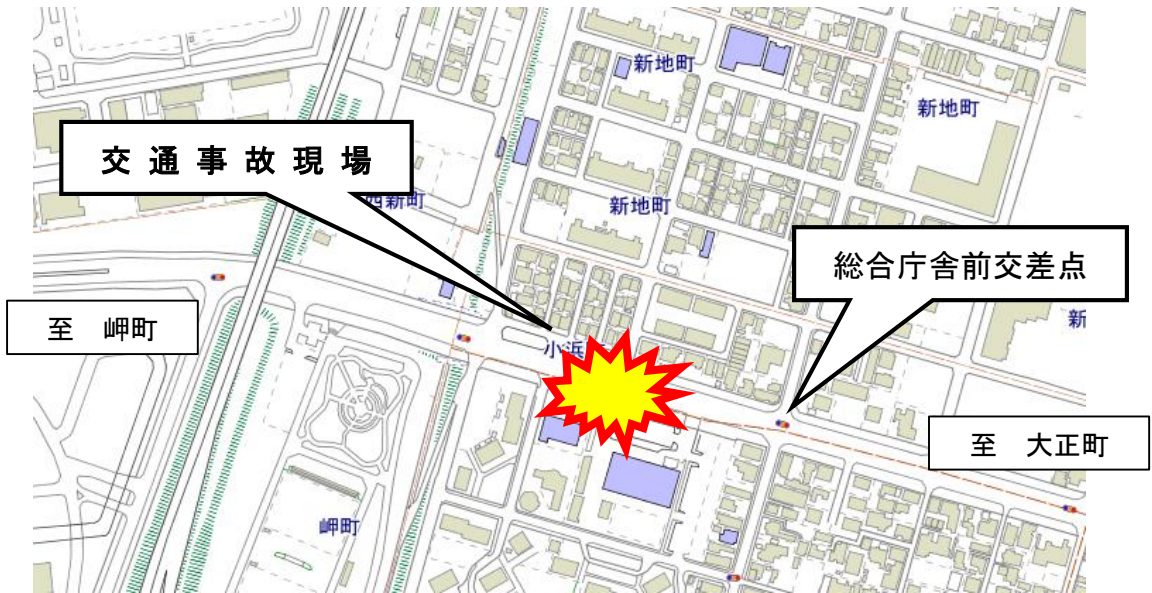 新地町
新地町
交通事故現場
西新町
新地町
総合庁舎前交差点
至 岬町
新
小浜
至 大正町
岬町